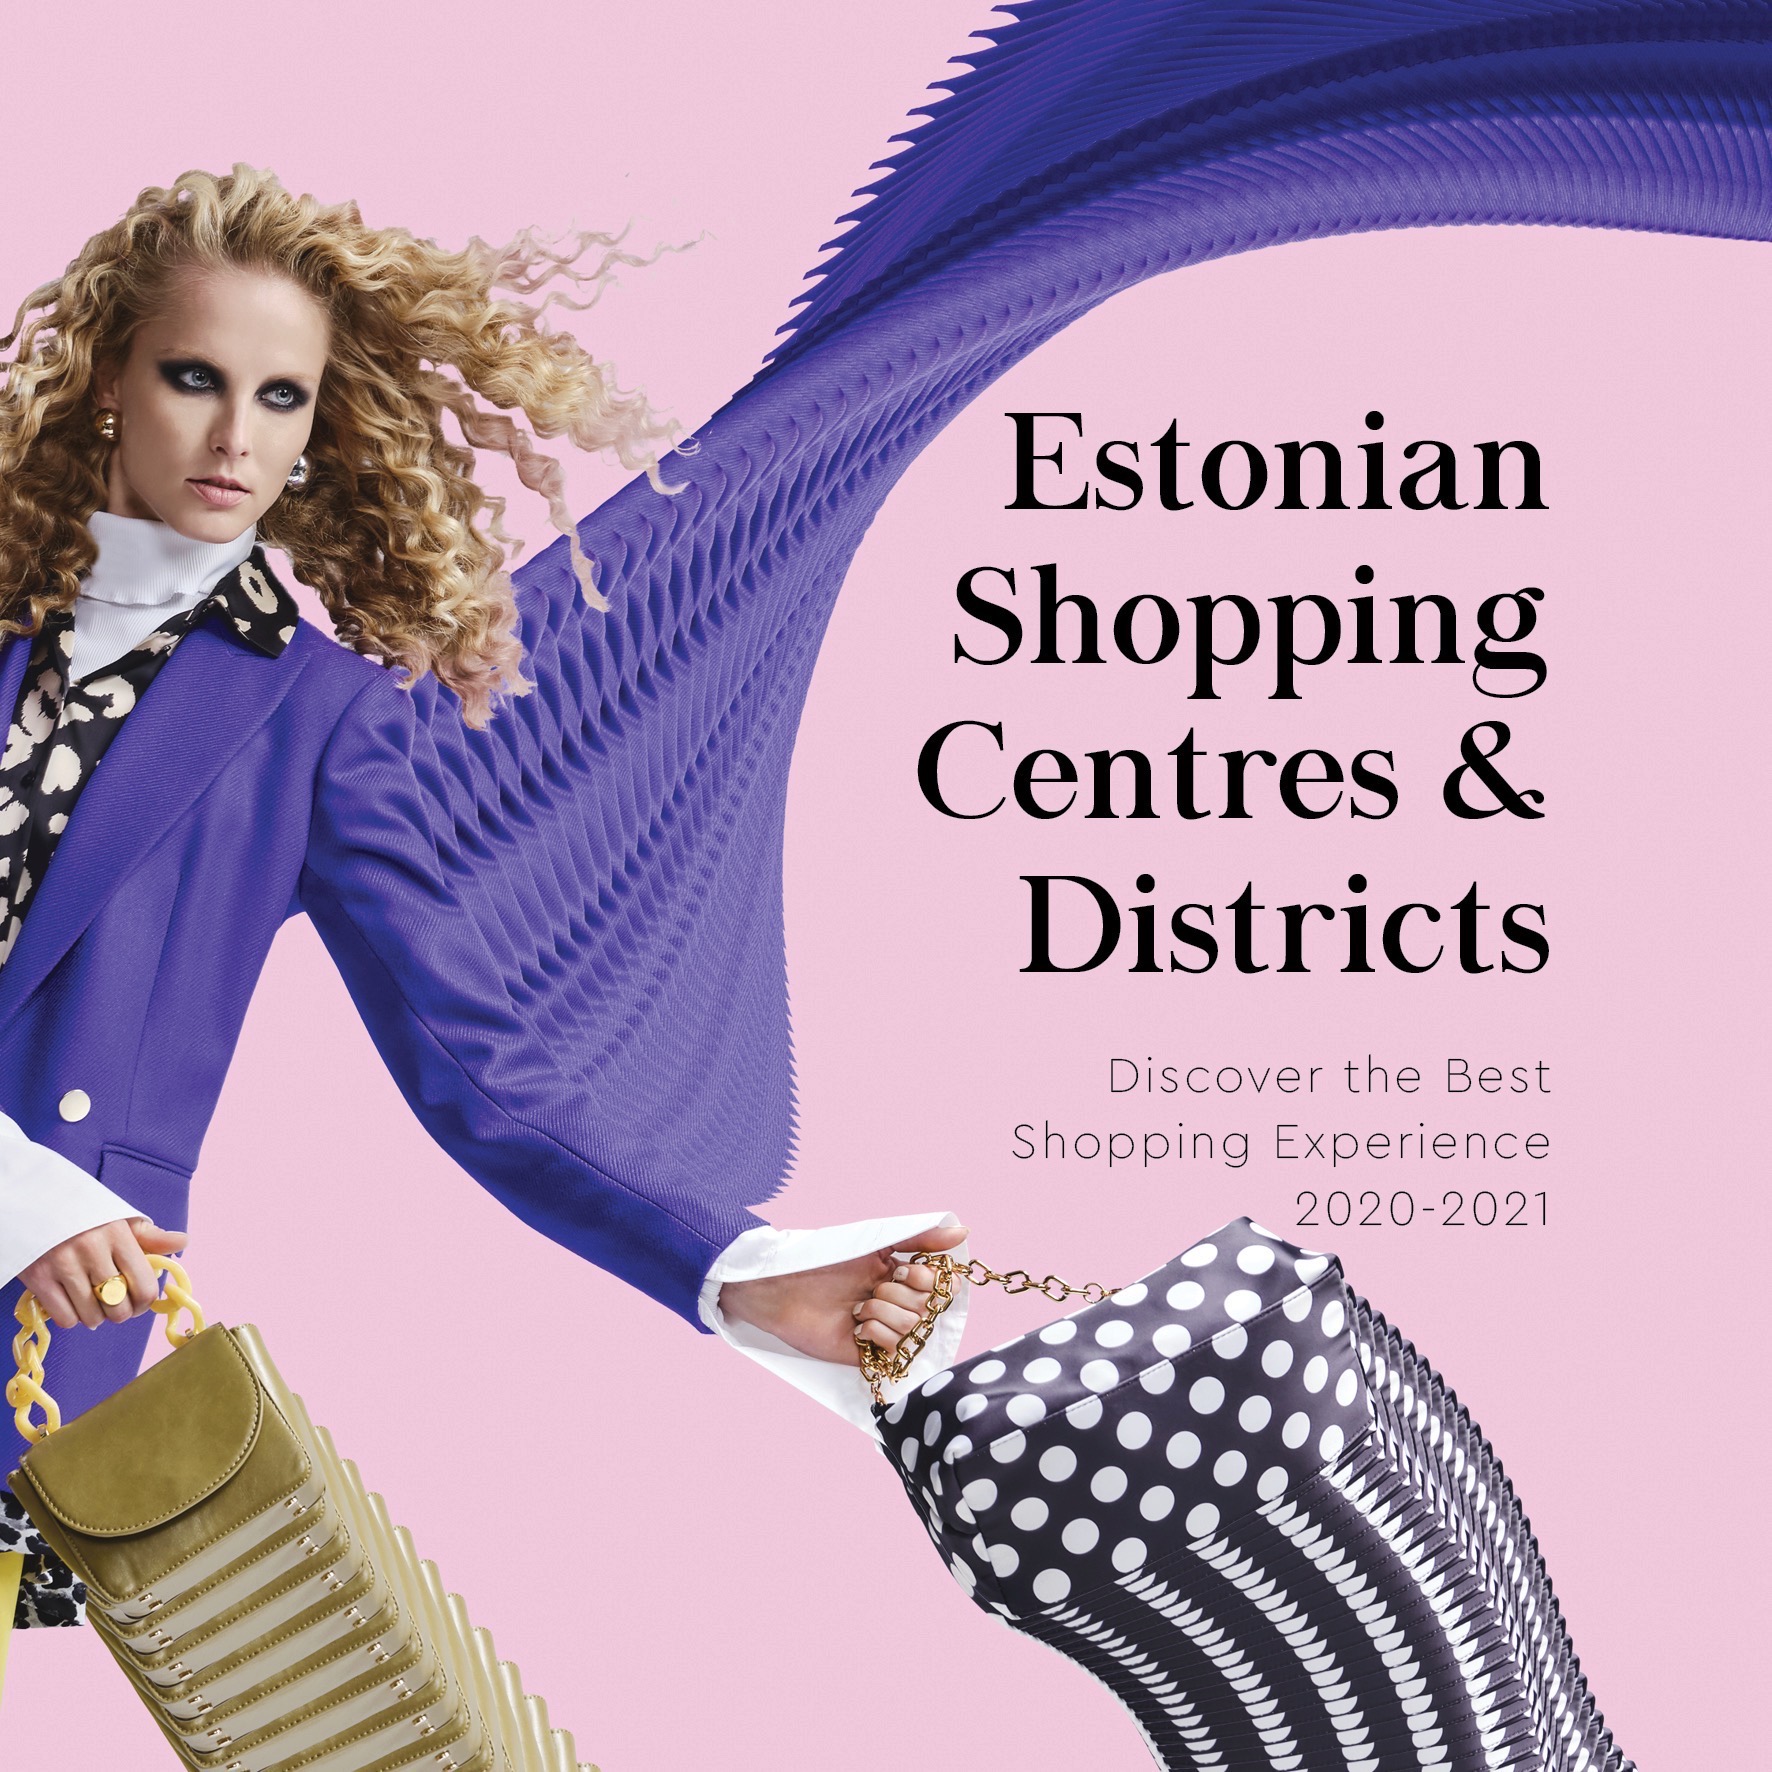 Estonian
Shopping
Centres &
Districts
Discover the Best
Shopping Experience
2020-2021